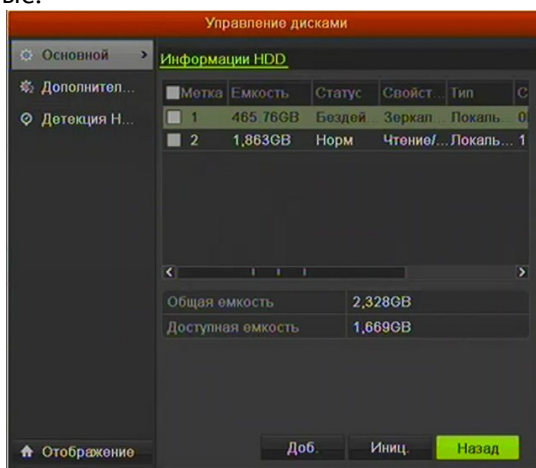 ые.
Управление дисками
Основной >
Дополнител...
Детекция Н...
Информации HDD
Метка Емкость Статус Свойст... Тип С
1 465.76GB Бездей... Зеркал... Локаль... 0
2 1,863GB Норм Чтение/... Локаль... 1
Общая емкость 2,328GB
Доступная емкость 1,669GB
Доб. Иниц. Назад
Отображение